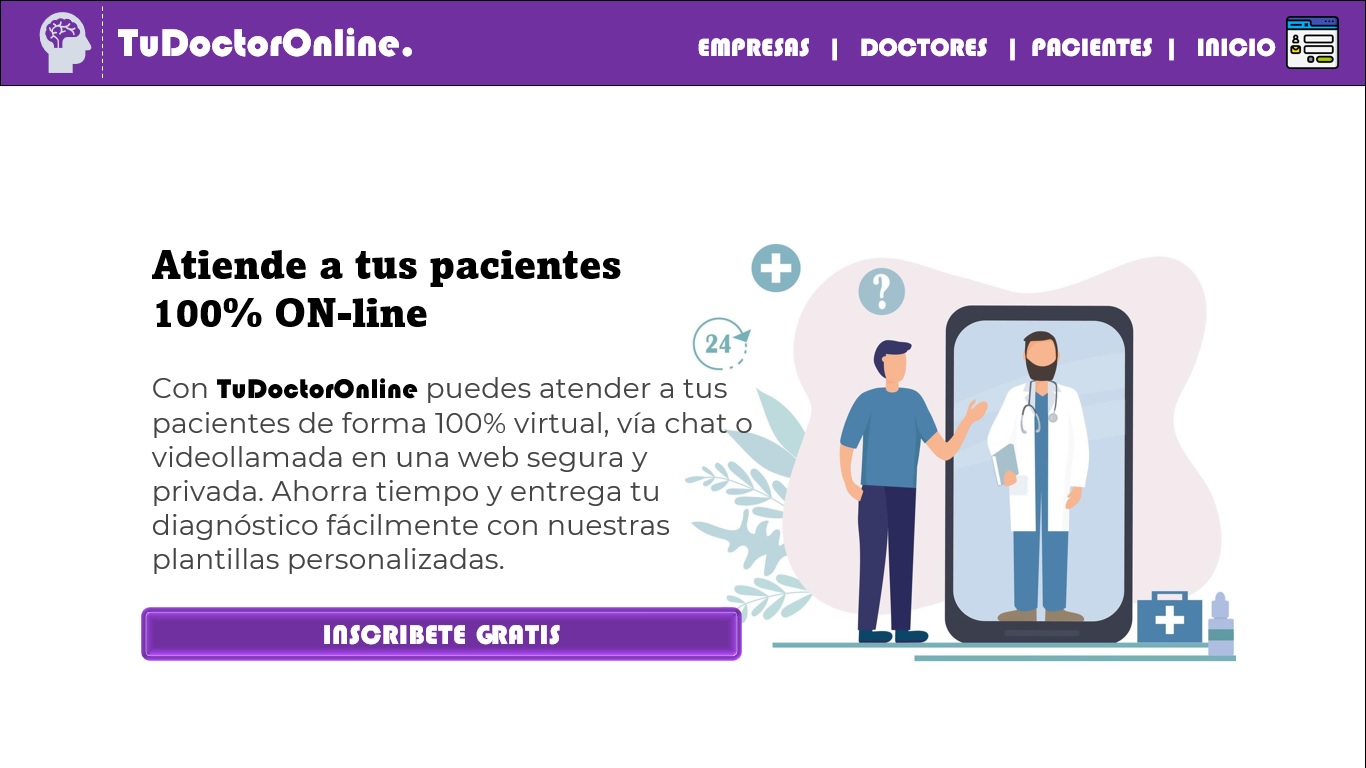 TuDoctorOnline.
EMPRESAS | DOCTORES | PACIENTES | INICIO
Atiende a tus pacientes
100% ON-line
Con TuDoctorOnline puedes atender a tus
pacientes de forma 100% virtual, vía chat o
videollamada en una web segura y
privada. Ahorra tiempo y entrega tu
diagnóstico fácilmente con nuestras
plantillas personalizadas.
INSCRIBETE GRATIS
?
24